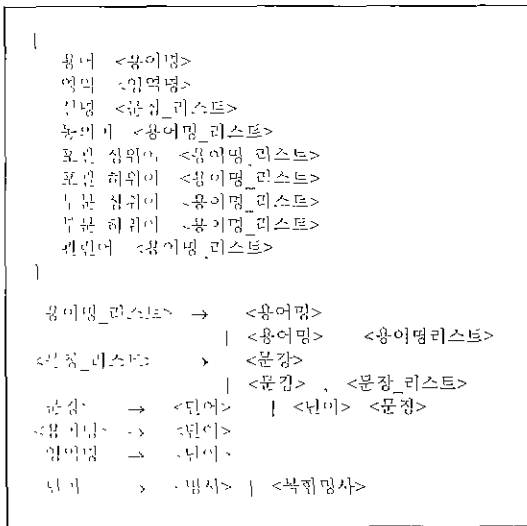 [
용어 <용어명>
영역 <영역명>
설명 <문장_리스트>
동의어 <용어명_리스트>
포함 상위어 <용어명_리스트>
포함 하위어 <용어명_리스트>
부분 상위어 <용어명_리스트>
부분 하위어 <용어명_리스트>
관련어 <용어명_리스트>
]
<용어명_리스트> → <용어명>
| <용어명> <용어명리스트>
<문장_리스트> → <문장>
| <문장> , <문장_리스트>
<문장> → <단어> | <단어> <문장>
<용어명> → <단어>
<영역명> → <단어>
<단어> → <명사> | <복합명사>